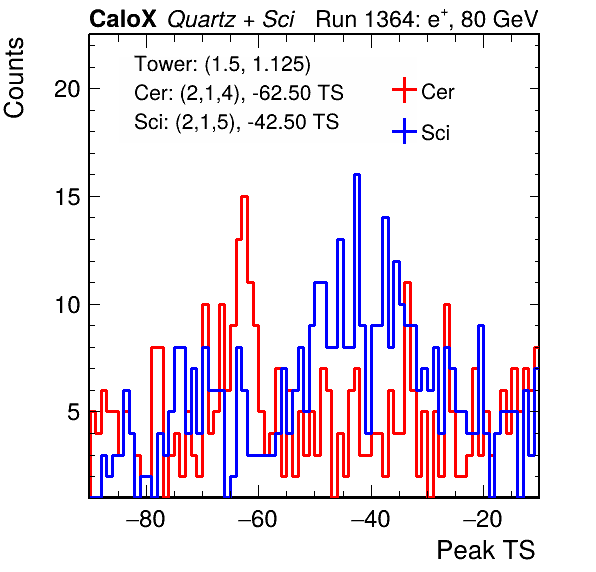 CaloX Quartz + Sci Run 1364: e+, 80 GeV
Counts
Tower: (1.5, 1.125)
Cer: (2,1,4), -62.50 TS
Sci: (2,1,5), -42.50 TS
Cer
Sci
20
15
10
5
−80 −60 −40 −20
Peak TS